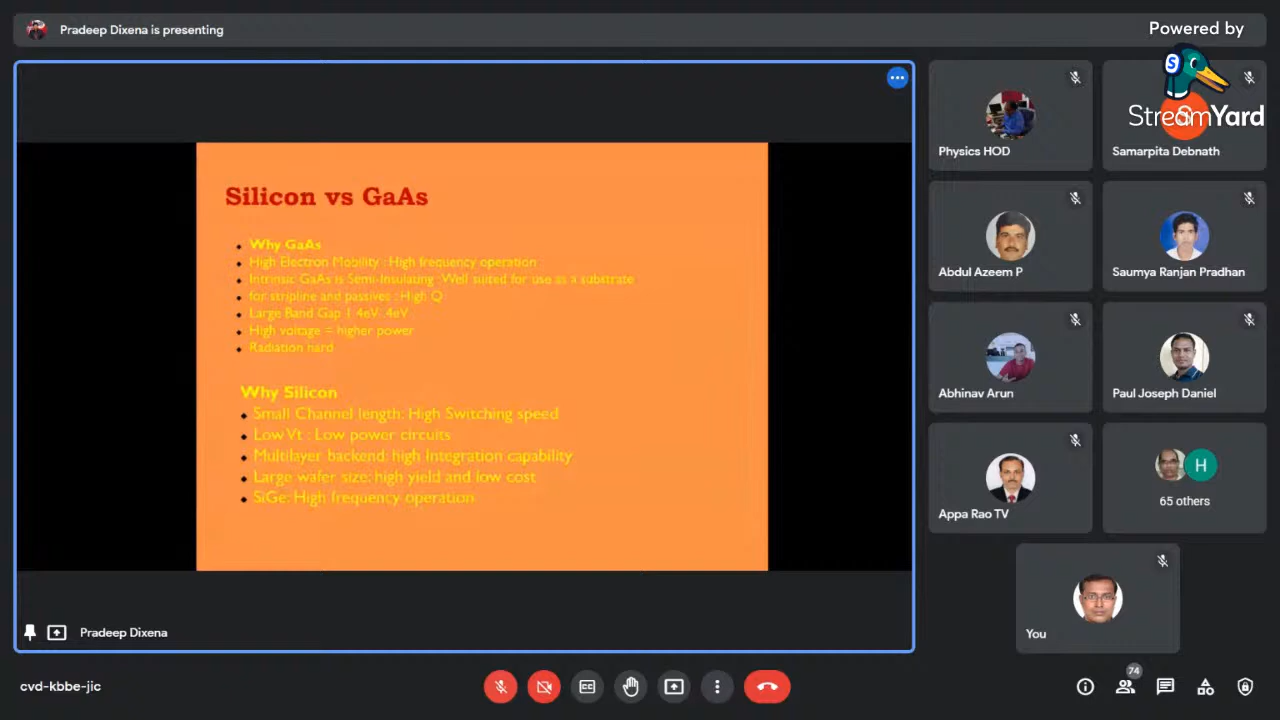 Pradeep Dixena is presenting
Powered by
StreamYard
Silicon vs GaAs
Why GaAs
High Electron Mobility : High frequency operation
Intrinsic GaAs is Semi-Insulating :Well suited for use as a substrate
for stripline and passives : High Q
Large Band Gap 1.4eV-.4eV
High voltage = higher power
Radiation hard
Why Silicon
Small Channel length: High Switching speed
Low Vt : Low power circuits
Multilayer backend: high Integration capability
Large wafer size: high yield and low cost
SiGe: High frequency operation
Pradeep Dixena
Physics HOD
S
Samarpita Debnath
Abdul Azeem P
Saumya Ranjan Pradhan
Abhinav Arun
Paul Joseph Daniel
Appa Rao TV
H
65 others
You
cvd-kbbe-jic
74